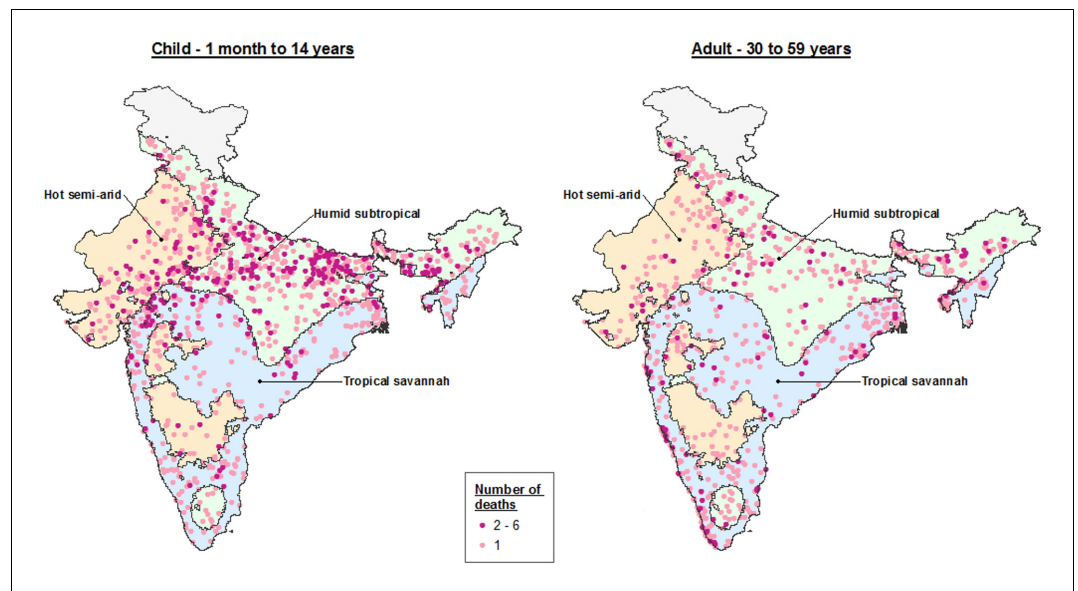 Child - 1 month to 14 years
Adult - 30 to 59 years
Hot semi-arid
Humid subtropical
Tropical savannah
Hot semi-arid
Humid subtropical
Tropical savannah
Number of
deaths
2 - 6
1